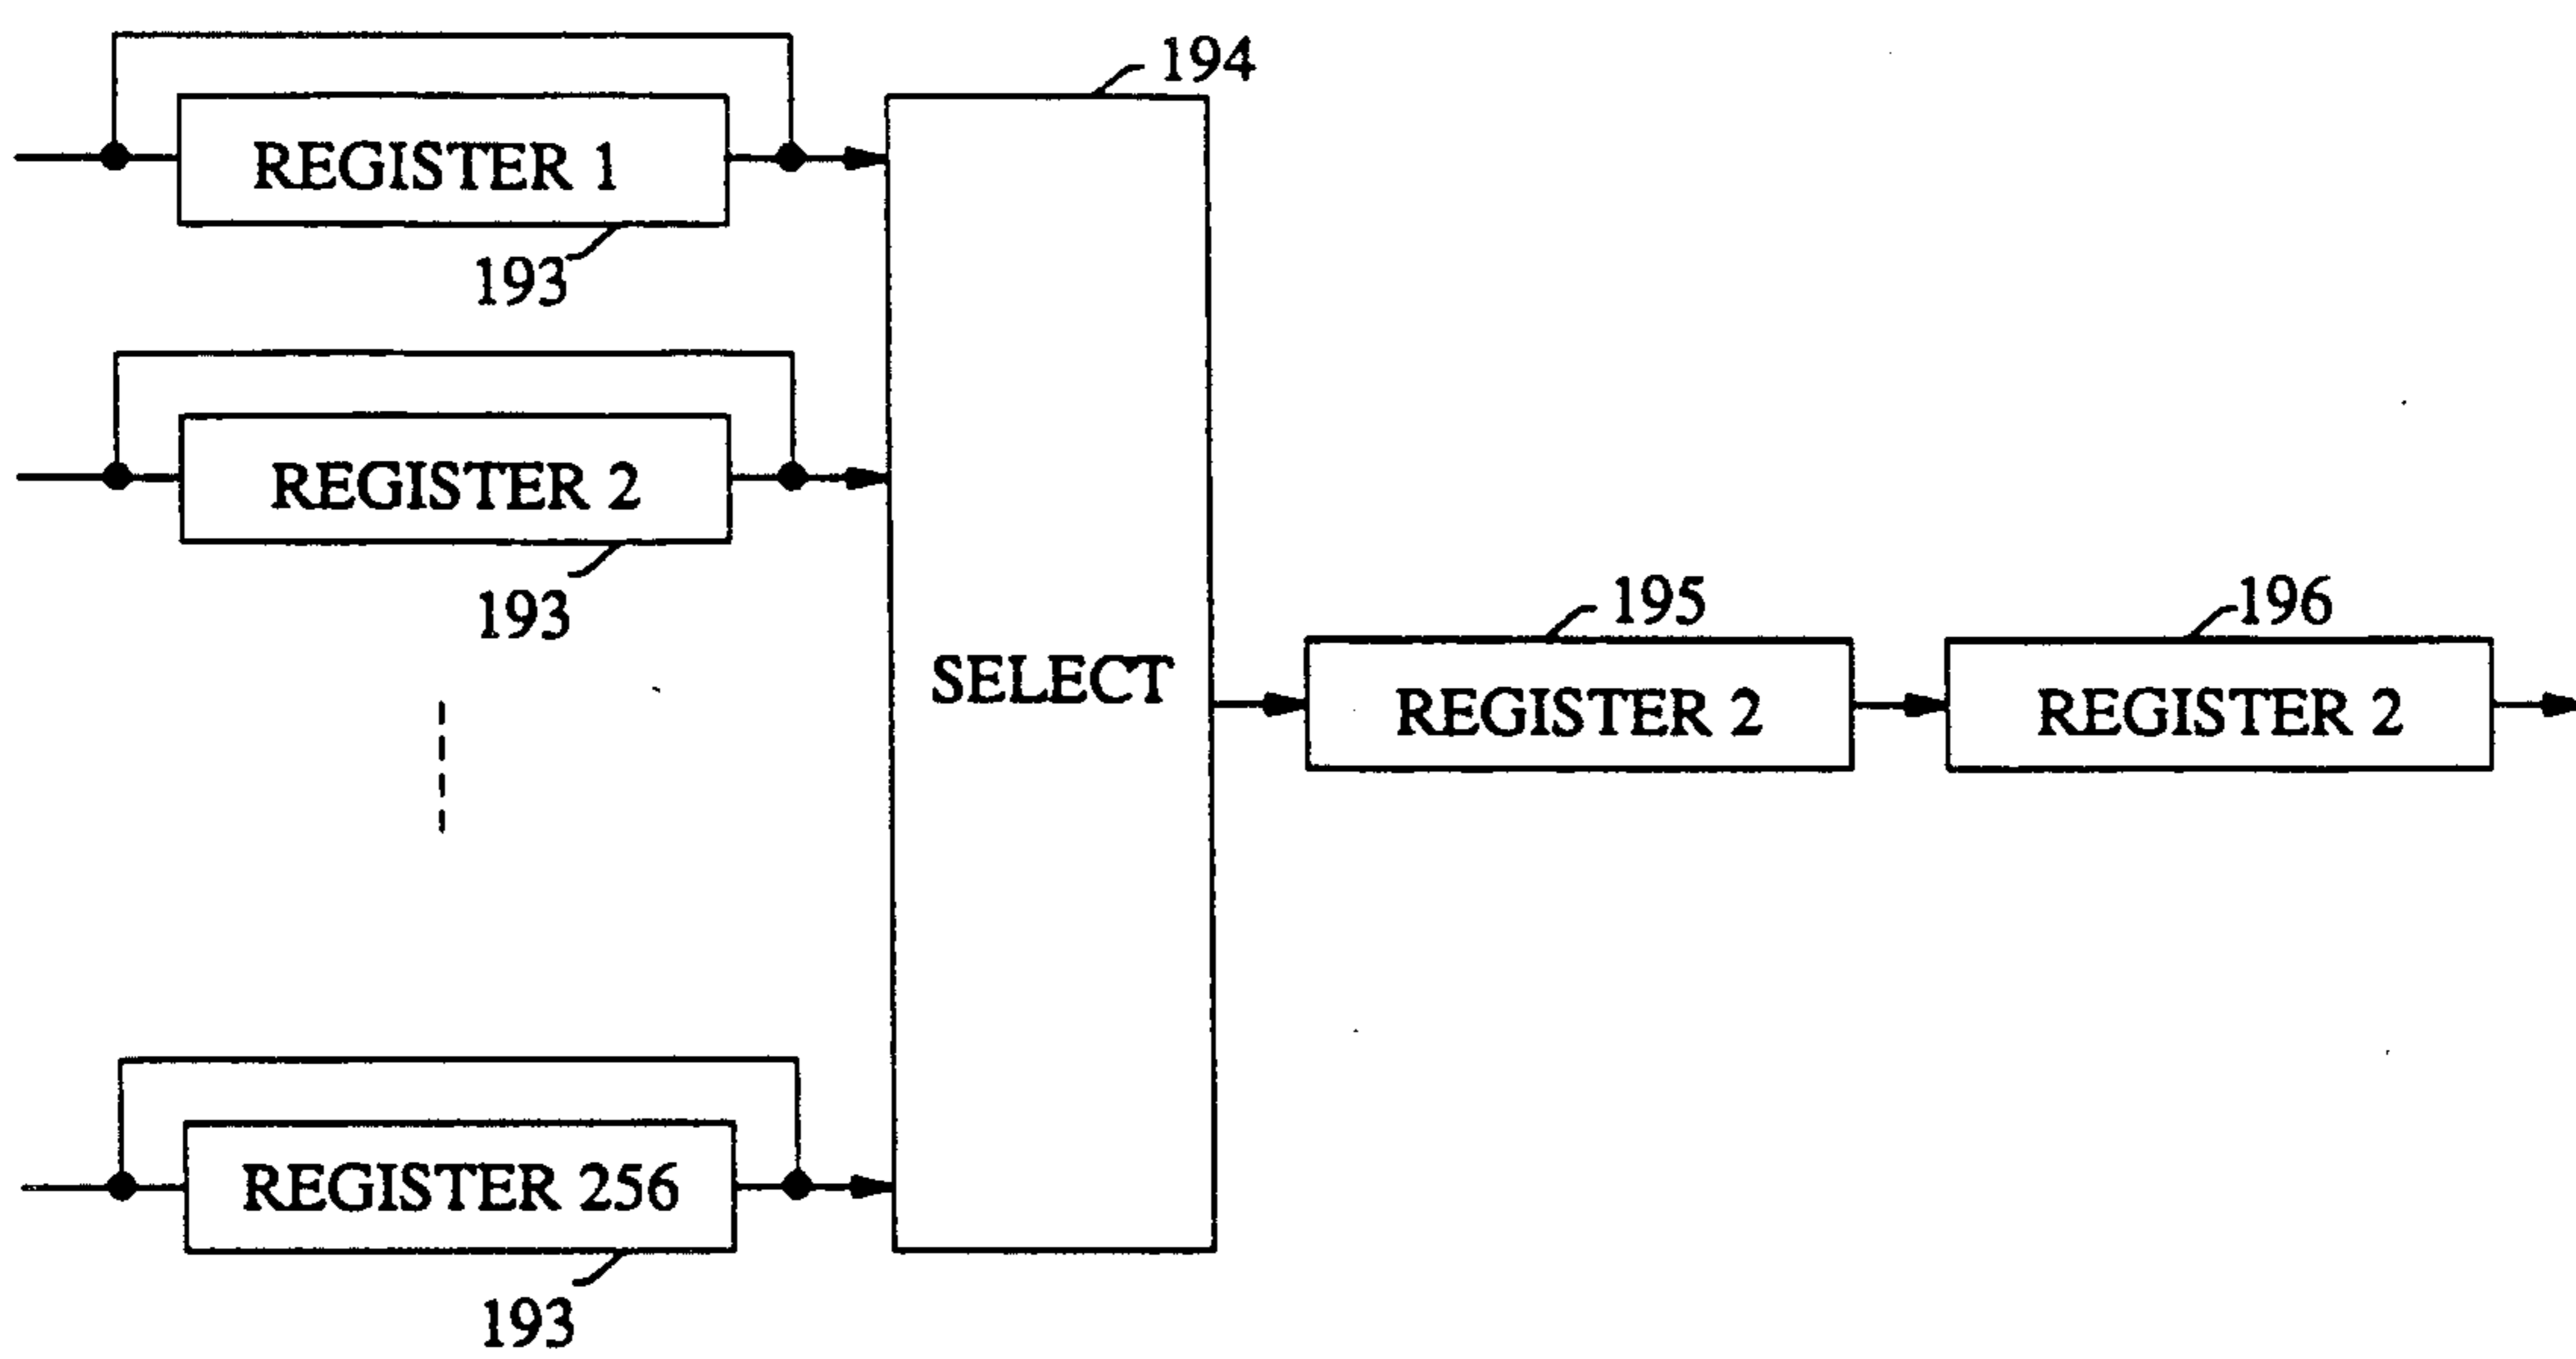 194
REGISTER 1
193
REGISTER 2
193
195
196
SELECT
REGISTER 2
REGISTER 2
REGISTER 256
193